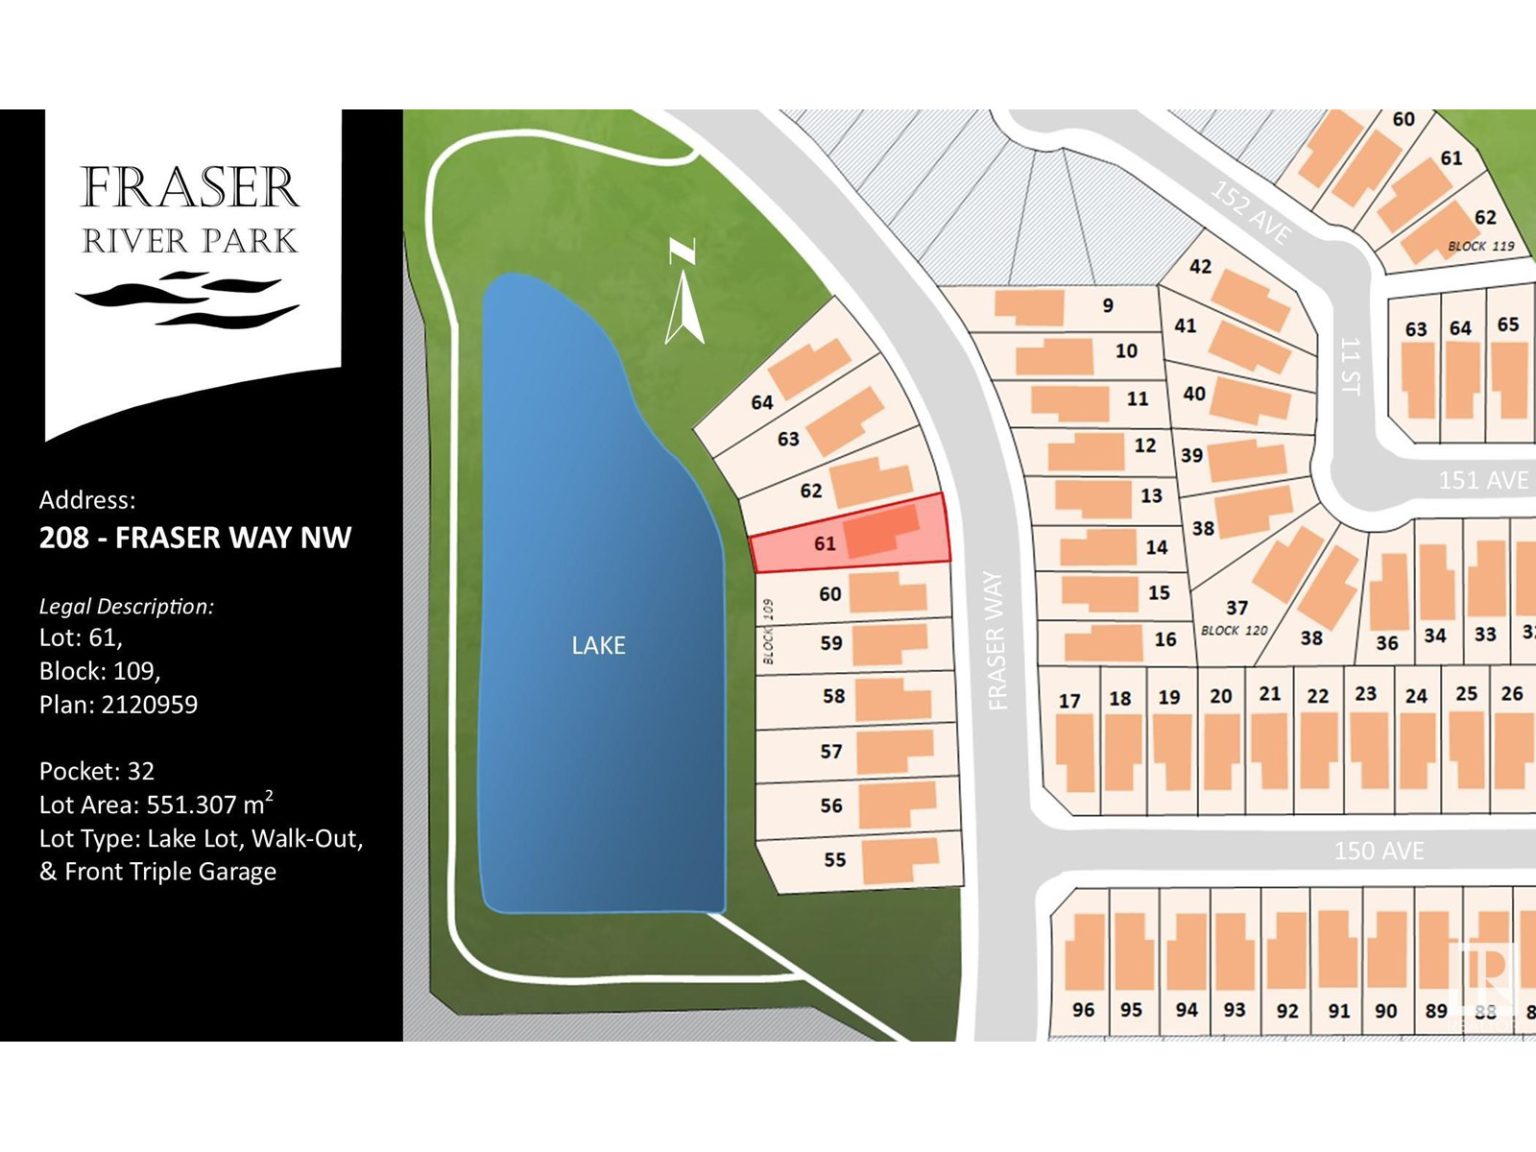 FRASER
RIVER PARK
Address:
208 - FRASER WAY NW
Legal Description:
Lot: 61,
Block: 109,
Plan: 2120959
Pocket: 32
Lot Area: 551.307 m²
Lot Type: Lake Lot, Walk-Out,
& Front Triple Garage
N
LAKE
64
63
62
61
60
59
58
57
56
55
BLOCK 109
FRASER WAY
9
10
11
12
13
14
15
16
42
41
40
39
38
37
BLOCK 120
38
36
34
33
17
18
19
20
21
22
23
24
25
26
152 AVE
11 ST
151 AVE
60
61
62
BLOCK 119
63
64
65
150 AVE
96
95
94
93
92
91
90
89
88